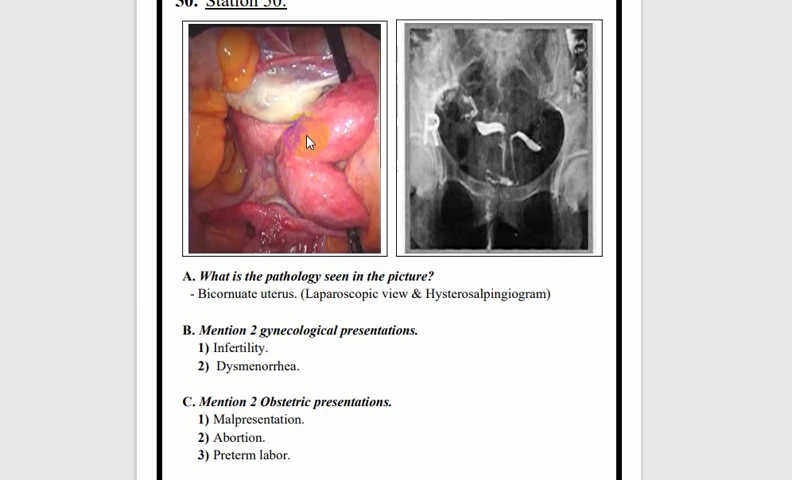 50. Station 50:
R
A. What is the pathology seen in the picture?
- Bicornuate uterus. (Laparoscopic view & Hysterosalpingiogram)
B. Mention 2 gynecological presentations.
1) Infertility.
2) Dysmenorrhea.
C. Mention 2 Obstetric presentations.
1) Malpresentation.
2) Abortion.
3) Preterm labor.